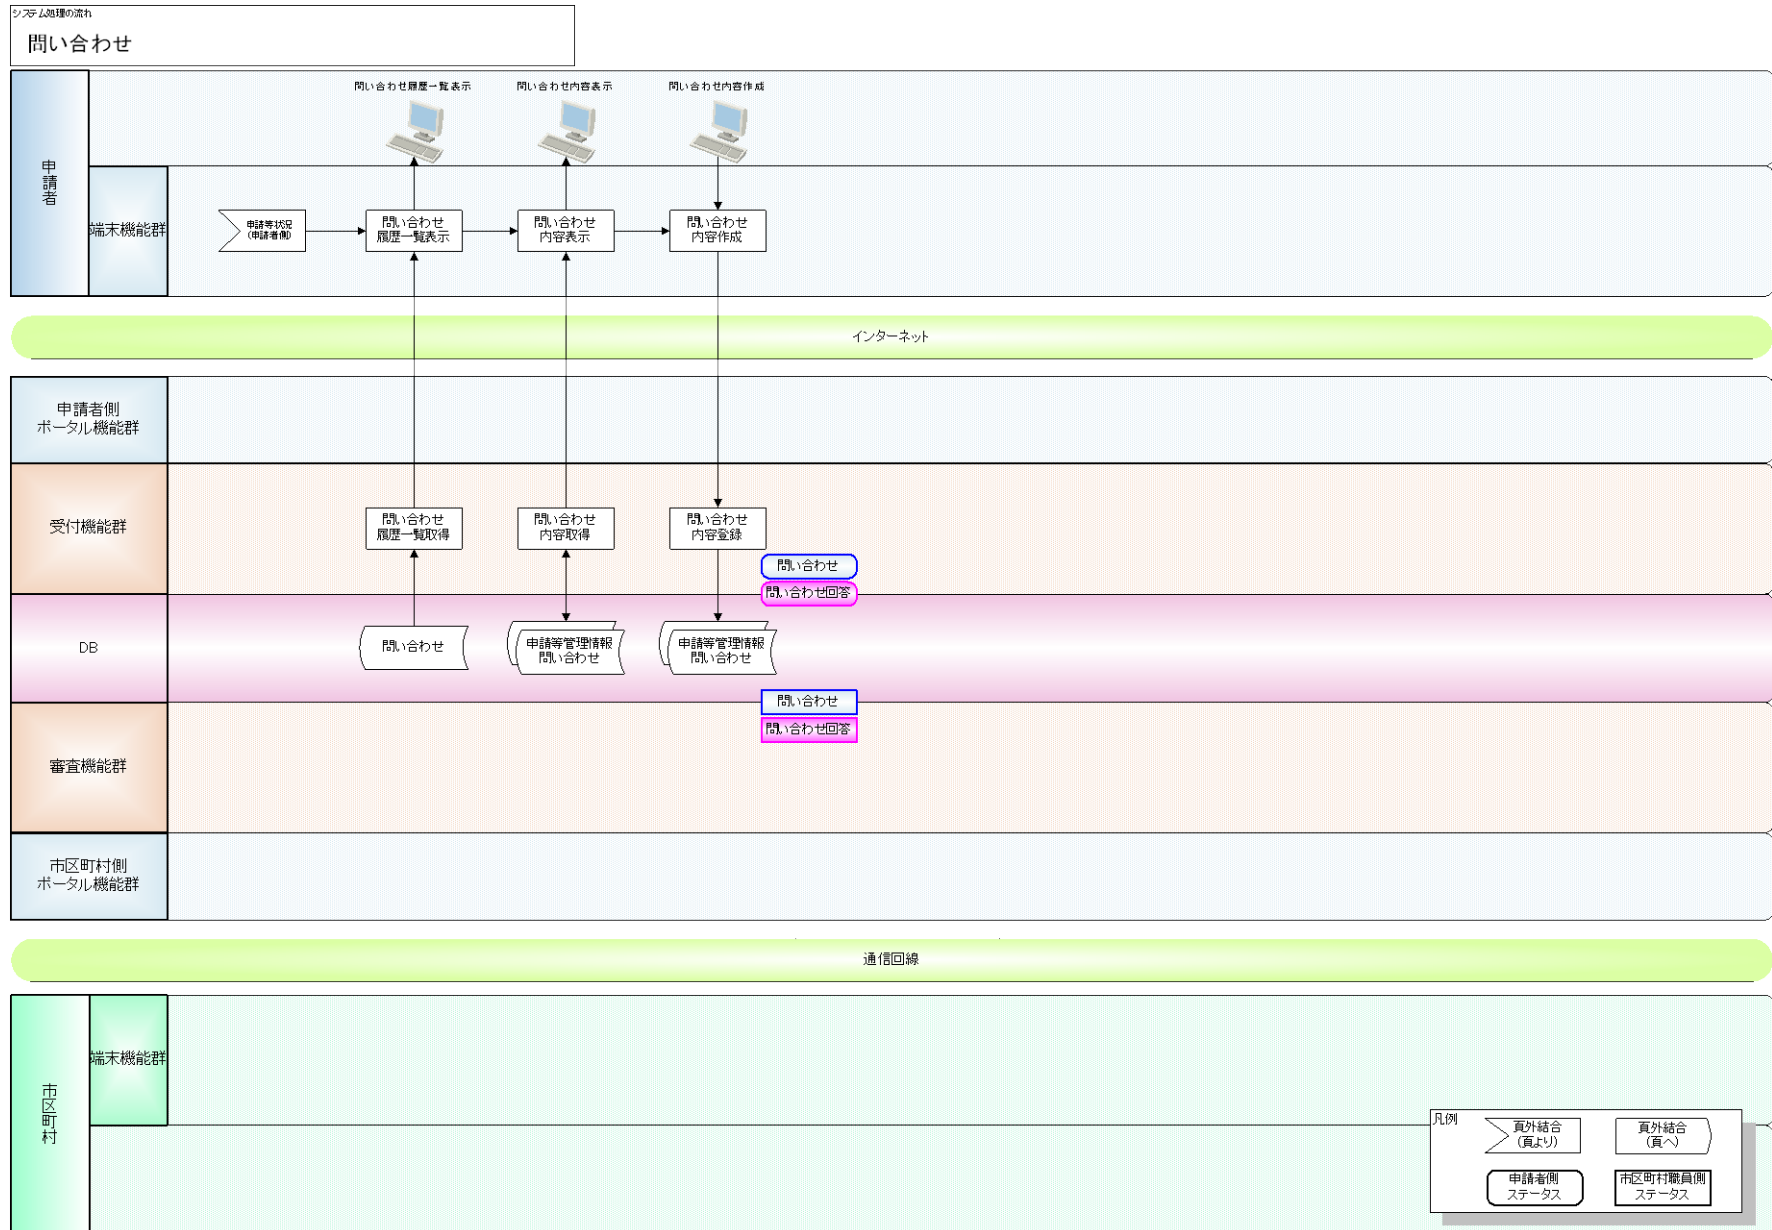 システム処理の流れ
問い合わせ
問い合わせ履歴一覧表示
問い合わせ内容表示
問い合わせ内容作成
申請者
端末機能群
申請等状況
(申請者側)
問い合わせ
履歴一覧表示
問い合わせ
内容表示
問い合わせ
内容作成
インターネット
申請者側
ポータル機能群
受付機能群
問い合わせ
履歴一覧取得
問い合わせ
内容取得
問い合わせ
内容登録
問い合わせ
問い合わせ回答
DB
問い合わせ
申請等管理情報
問い合わせ
申請等管理情報
問い合わせ
問い合わせ
問い合わせ回答
審査機能群
市区町村側
ポータル機能群
通信回線
市区町村
端末機能群
凡例
頁外結合
(頁より)
頁外結合
(頁へ)
申請者側
ステータス
市区町村職員側
ステータス